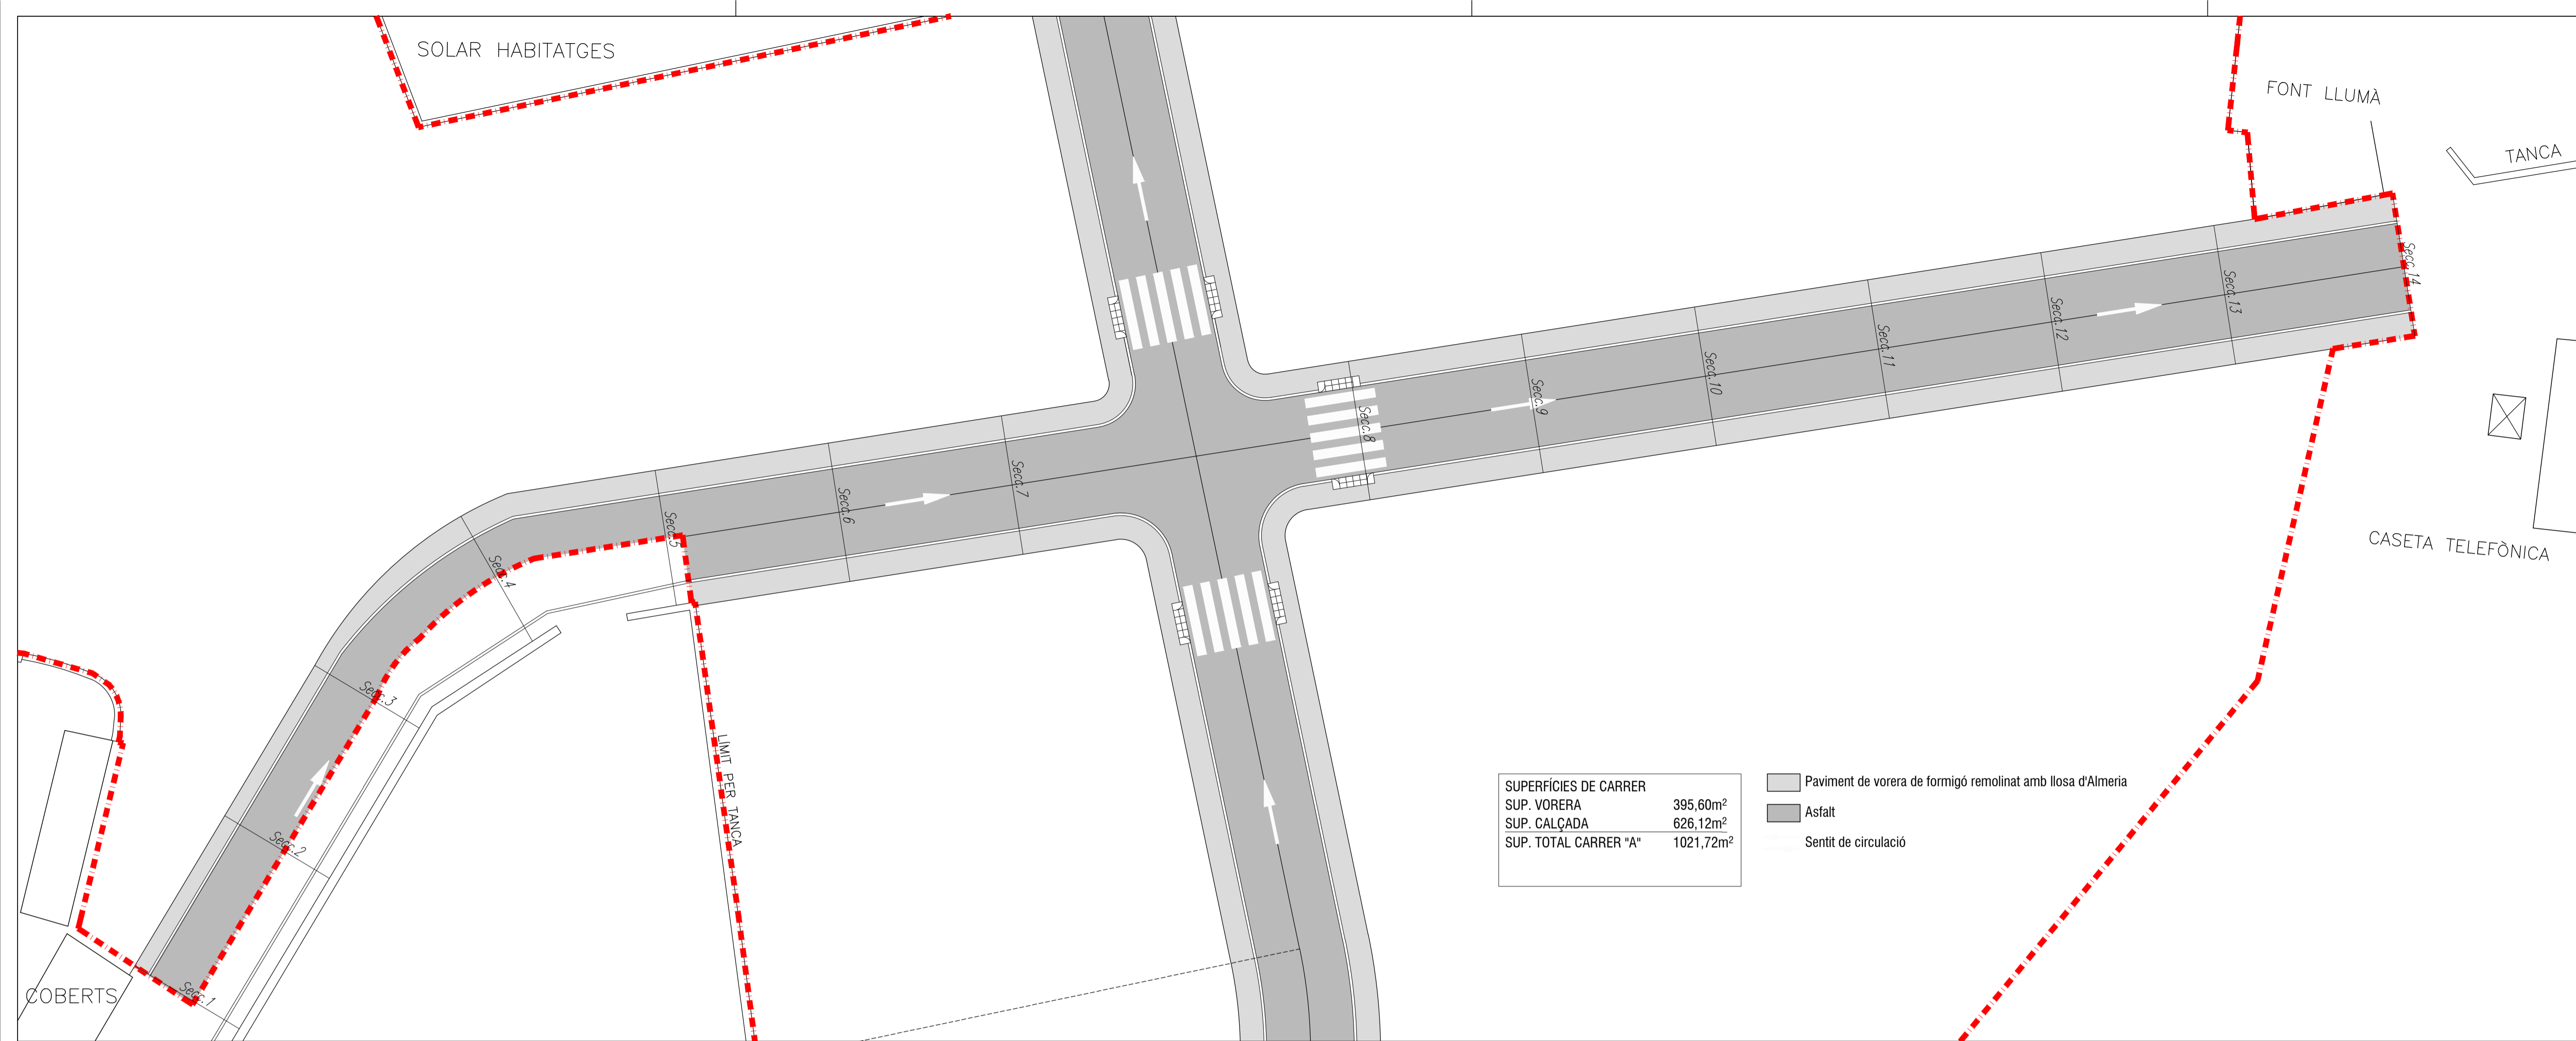 SOLAR HABITATGES
FONT LLUMÀ
TANCA
Secc.14
Secc.13
Secc.12
Secc.11
Secc.10
Secc.9
Secc.8
Secc.7
Secc.6
Secc.5
Secc.4
Secc.3
Secc.2
Secc.1
CASETA TELEFÒNICA
LÍMIT PER TANCA
COBERTS
SUPERFÍCIES DE CARRER
SUP. VORERA 395,60m²
SUP. CALÇADA 626,12m²
SUP. TOTAL CARRER "A" 1021,72m²
Paviment de vorera de formigó remolinat amb llosa d'Almeria
Asfalt
Sentit de circulació